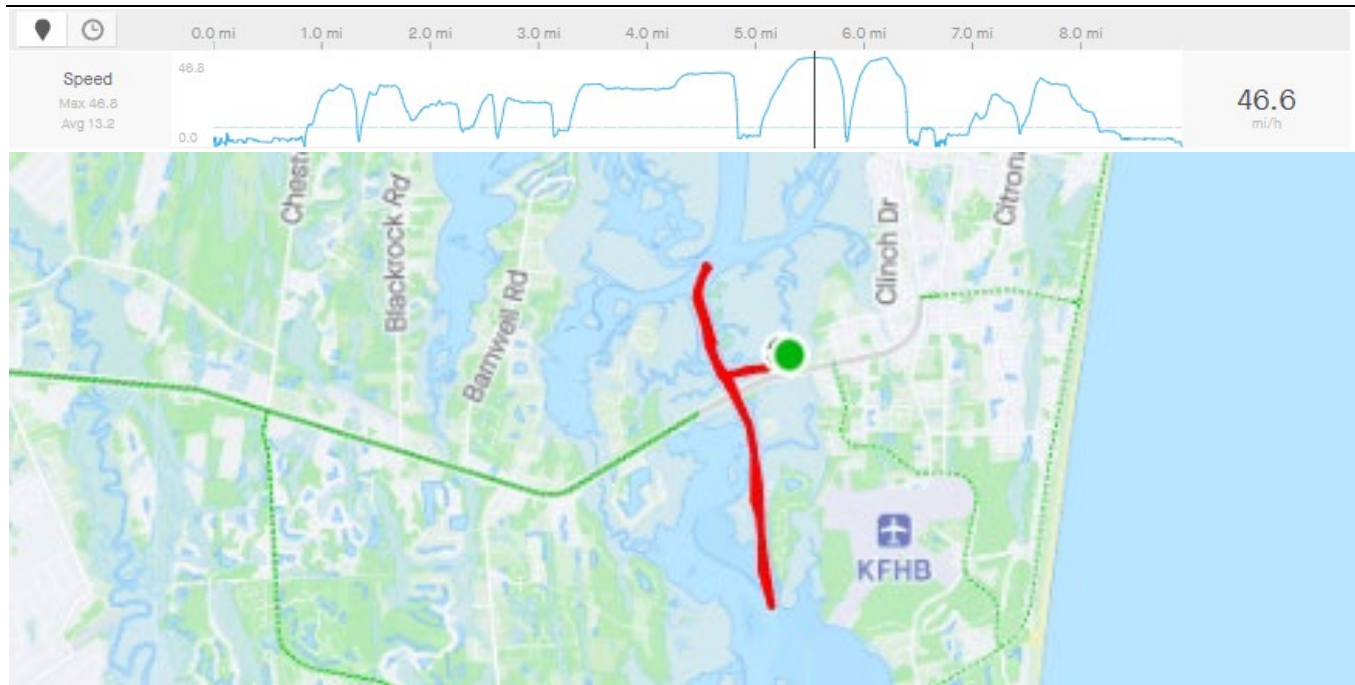 0.0 mi 1.0 mi 2.0 mi 3.0 mi 4.0 mi 5.0 mi 6.0 mi 7.0 mi 8.0 mi
Speed
Max 46.8
Avg 13.2
46.8
0.0
46.6
mi/h
Chest
Blackrock Rd
Barnwell Rd
Clinch Dr
Citron
KFHB